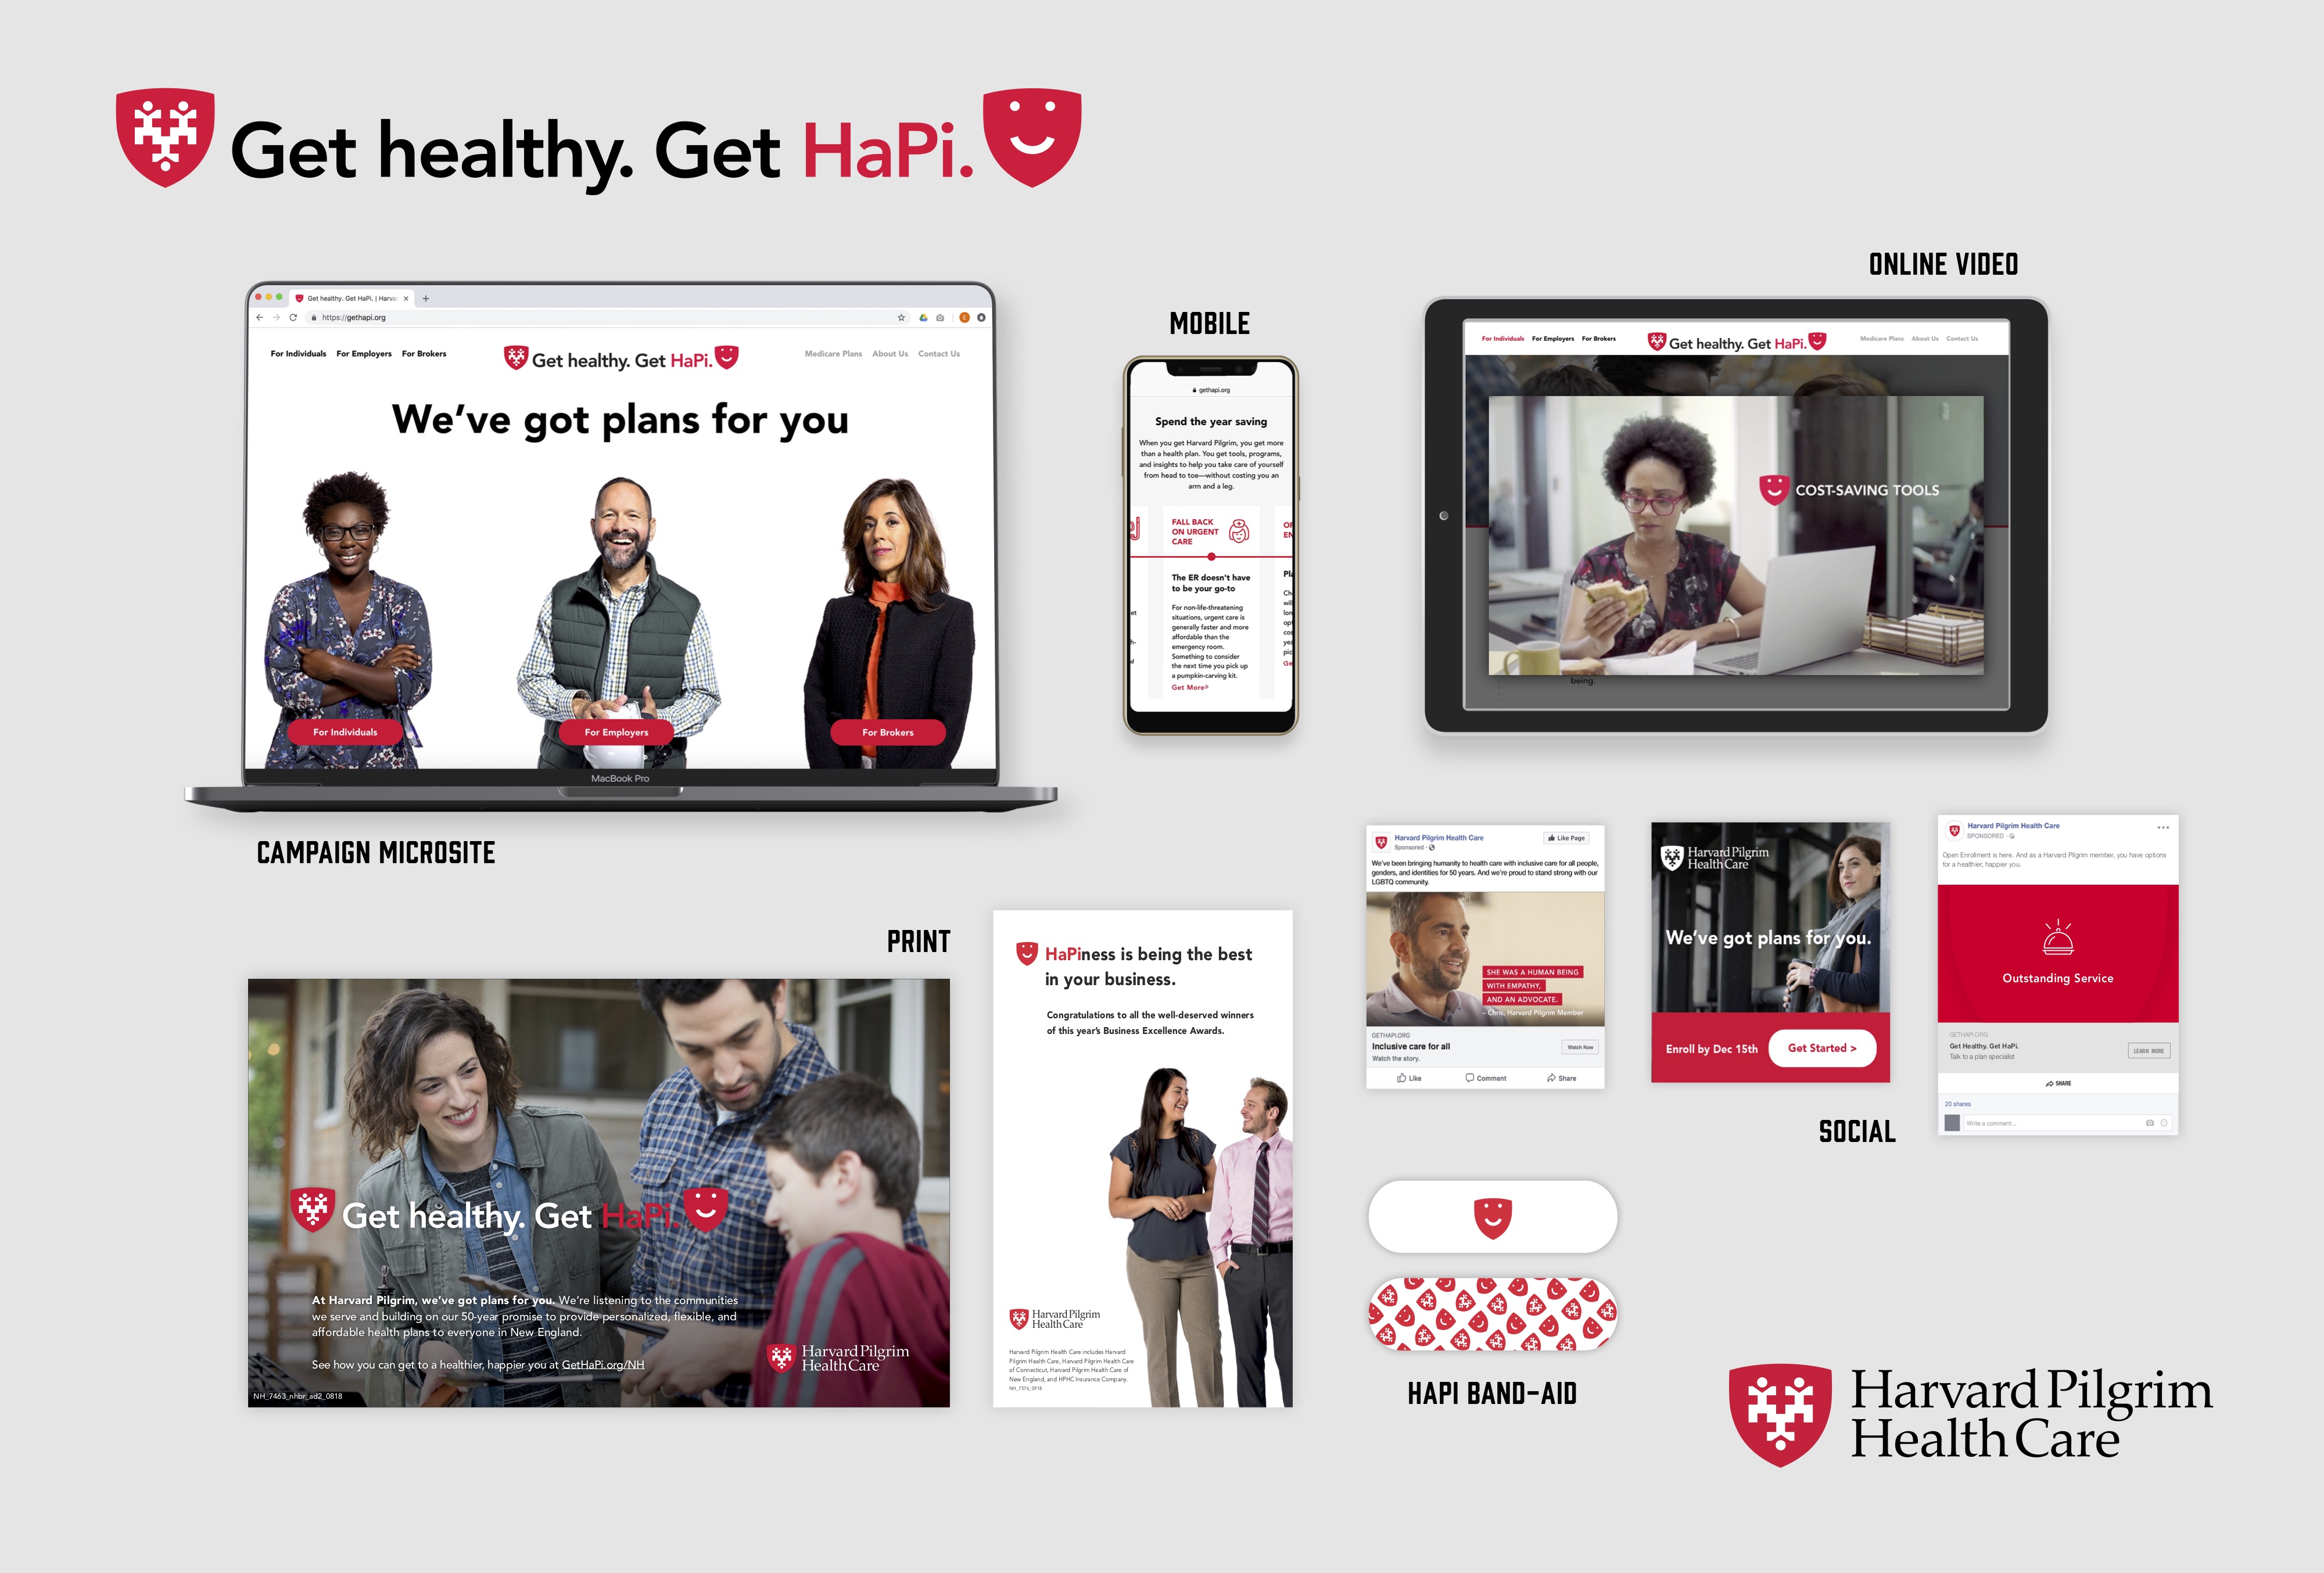 Get healthy. Get HaPi.
ONLINE VIDEO
MOBILE
Get healthy. Get HaPi. | Harva
https://gethapi.org
For Individuals For Employers For Brokers
Get healthy. Get HaPi.
Medicare Plans About Us Contact Us
We've got plans for you
For Individuals
For Employers
For Brokers
MacBook Pro
CAMPAIGN MICROSITE
gethapi.org
Spend the year saving
When you get Harvard Pilgrim, you get more
than a health plan. You get tools, programs,
and insights to help you take care of yourself
from head to toe—without costing you an
arm and a leg.
FALL BACK
ON URGENT
CARE
The ER doesn't have
to be your go-to
For non-life-threatening
situations, urgent care is
generally faster and more
affordable than the
emergency room.
Something to consider
the next time you pick up
a pumpkin-carving kit.
Get More»
For Individuals For Employers For Brokers
Get healthy. Get HaPi.
Medicare Plans About Us Contact Us
COST-SAVING TOOLS
being.
PRINT
Get healthy. Get HaPi.
At Harvard Pilgrim, we've got plans for you. We're listening to the communities
we serve and building on our 50-year promise to provide personalized, flexible, and
affordable health plans to everyone in New England.
See how you can get to a healthier, happier you at GetHaPi.org/NH
Harvard Pilgrim
Health Care
NH_7463_nhbr_ad2_0818
HaPiness is being the best
in your business.
Congratulations to all the well-deserved winners
of this year's Business Excellence Awards.
Harvard Pilgrim
Health Care
Harvard Pilgrim Health Care includes Harvard
Pilgrim Health Care, Harvard Pilgrim Health Care
of Connecticut, Harvard Pilgrim Health Care of
New England, and HPHC Insurance Company.
NH_7576_0918
Harvard Pilgrim Health Care
Sponsored ·
Like Page
We've been bringing humanity to health care with inclusive care for all people,
genders, and identities for 50 years. And we're proud to stand strong with our
LGBTQ community.
SHE WAS A HUMAN BEING
WITH EMPATHY,
AND AN ADVOCATE.
– Chris, Harvard Pilgrim Member
GETHAPI.ORG
Inclusive care for all
Watch the story.
Watch Now
Like Comment Share
Harvard Pilgrim
Health Care
We've got plans for you.
Enroll by Dec 15th
Get Started >
Harvard Pilgrim Health Care
SPONSORED ·
Open Enrollment is here. And as a Harvard Pilgrim member, you have options
for a healthier, happier you.
Outstanding Service
GETHAPI.ORG
Get Healthy. Get HaPi.
Talk to a plan specialist
LEARN MORE
SHARE
20 shares
Write a comment...
SOCIAL
HAPI BAND-AID
Harvard Pilgrim
Health Care